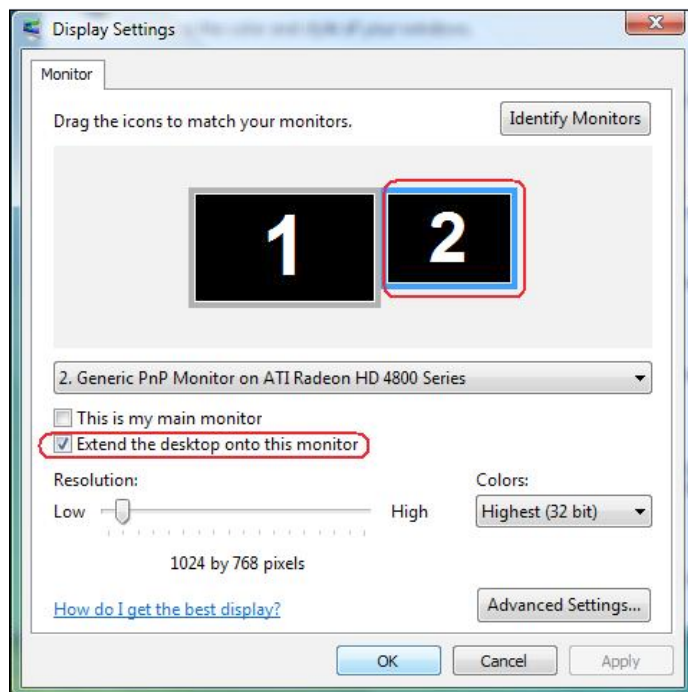 Display Settings
Monitor
Drag the icons to match your monitors.
Identify Monitors
1
2
2. Generic PnP Monitor on ATI Radeon HD 4800 Series
This is my main monitor
Extend the desktop onto this monitor
Resolution:
Colors:
Low
High
Highest (32 bit)
1024 by 768 pixels
How do I get the best display?
Advanced Settings...
OK
Cancel
Apply